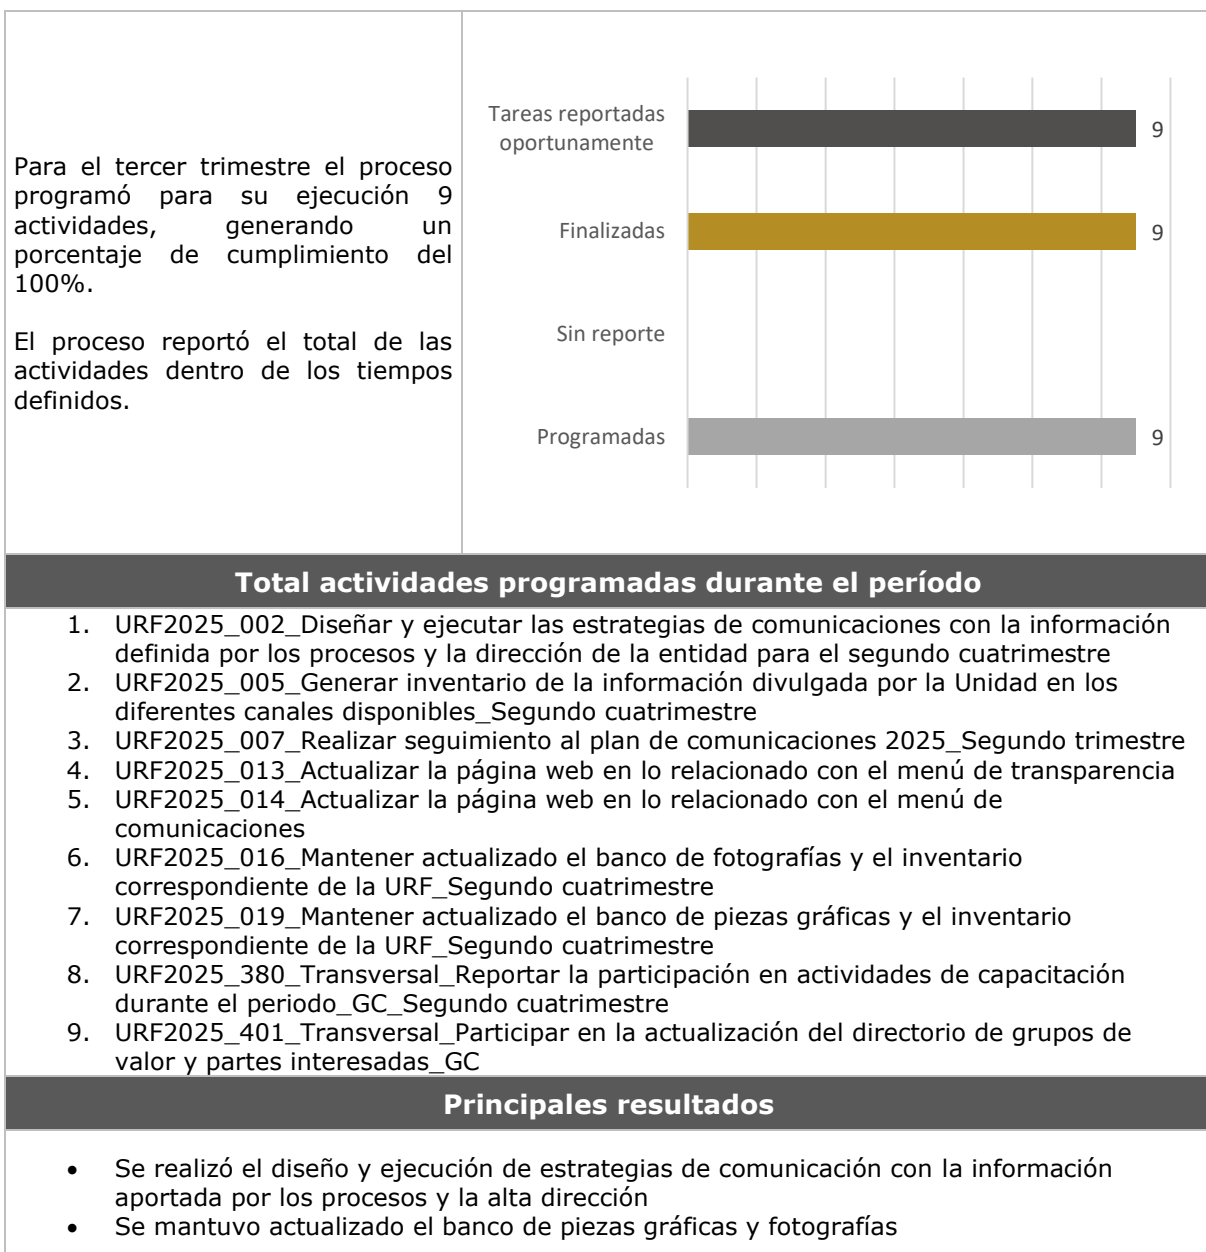 Para el tercer trimestre el proceso
programó para su ejecución 9
actividades, generando un
porcentaje de cumplimiento del
100%.
El proceso reportó el total de las
actividades dentro de los tiempos
definidos.
Tareas reportadas
oportunamente
9
Finalizadas
9
Sin reporte
Programadas
9
Total actividades programadas durante el período
1. URF2025_002_Diseñar y ejecutar las estrategias de comunicaciones con la información
definida por los procesos y la dirección de la entidad para el segundo cuatrimestre
2. URF2025_005_Generar inventario de la información divulgada por la Unidad en los
diferentes canales disponibles_Segundo cuatrimestre
3. URF2025_007_Realizar seguimiento al plan de comunicaciones 2025_Segundo trimestre
4. URF2025_013_Actualizar la página web en lo relacionado con el menú de transparencia
5. URF2025_014_Actualizar la página web en lo relacionado con el menú de
comunicaciones
6. URF2025_016_Mantener actualizado el banco de fotografías y el inventario
correspondiente de la URF_Segundo cuatrimestre
7. URF2025_019_Mantener actualizado el banco de piezas gráficas y el inventario
correspondiente de la URF_Segundo cuatrimestre
8. URF2025_380_Transversal_Reportar la participación en actividades de capacitación
durante el periodo_GC_Segundo cuatrimestre
9. URF2025_401_Transversal_Participar en la actualización del directorio de grupos de
valor y partes interesadas_GC
Principales resultados
• Se realizó el diseño y ejecución de estrategias de comunicación con la información
aportada por los procesos y la alta dirección
• Se mantuvo actualizado el banco de piezas gráficas y fotografías